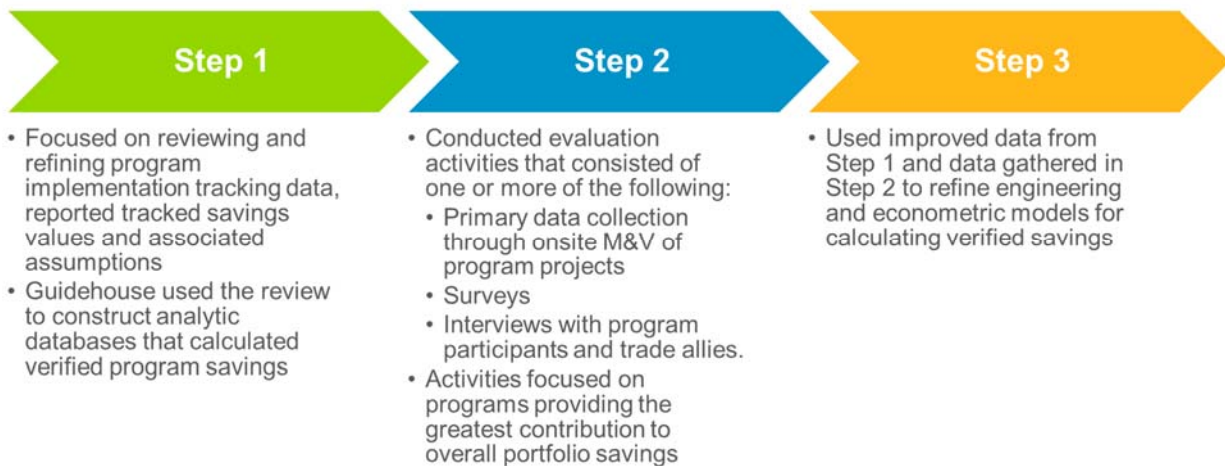 Step 1
• Focused on reviewing and
refining program
implementation tracking data,
reported tracked savings
values and associated
assumptions
• Guidehouse used the review
to construct analytic
databases that calculated
verified program savings
Step 2
• Conducted evaluation
activities that consisted of
one or more of the following:
• Primary data collection
through onsite M&V of
program projects
• Surveys
• Interviews with program
participants and trade allies.
• Activities focused on
programs providing the
greatest contribution to
overall portfolio savings
Step 3
• Used improved data from
Step 1 and data gathered in
Step 2 to refine engineering
and econometric models for
calculating verified savings